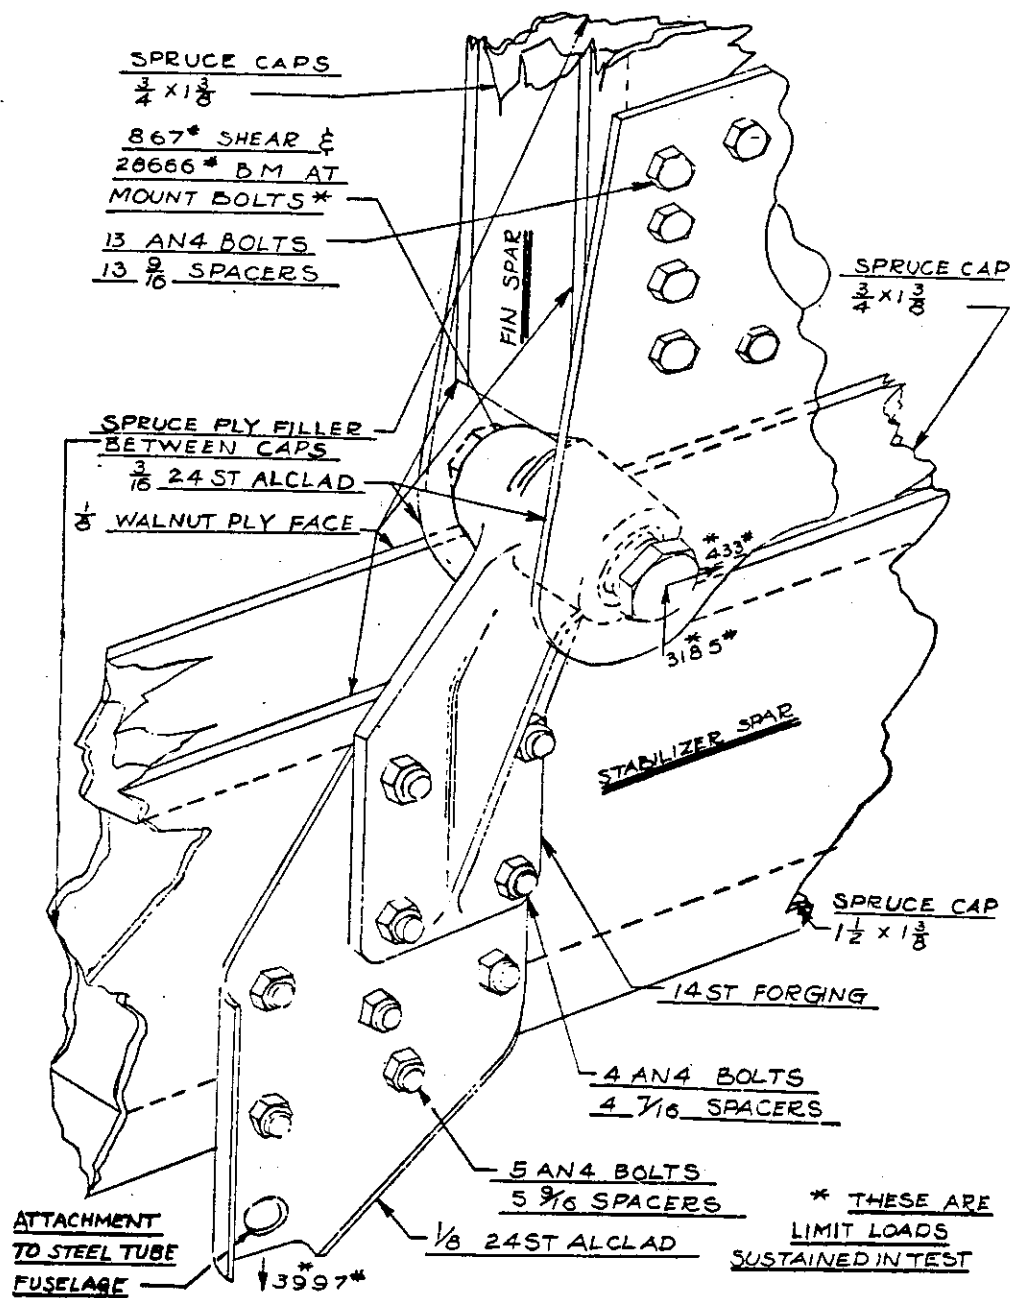 SPRUCE CAPS
3/4 x 1 3/8
867# SHEAR &
28666# BM AT
MOUNT BOLTS *
13 AN4 BOLTS
13 9/16 SPACERS
FIN SPAR
SPRUCE CAP
3/4 x 1 3/8
SPRUCE PLY FILLER
BETWEEN CAPS
3/16 24 ST ALCLAD
1/8 WALNUT PLY FACE
* 433#
* 3185#
STABILIZER SPAR
SPRUCE CAP
1 1/2 x 1 3/8
14 ST FORGING
4 AN4 BOLTS
4 7/16 SPACERS
5 AN4 BOLTS
5 9/16 SPACERS
1/8 24 ST ALCLAD
ATTACHMENT
TO STEEL TUBE
FUSELAGE
* 3997#
* THESE ARE
LIMIT LOADS
SUSTAINED IN TEST